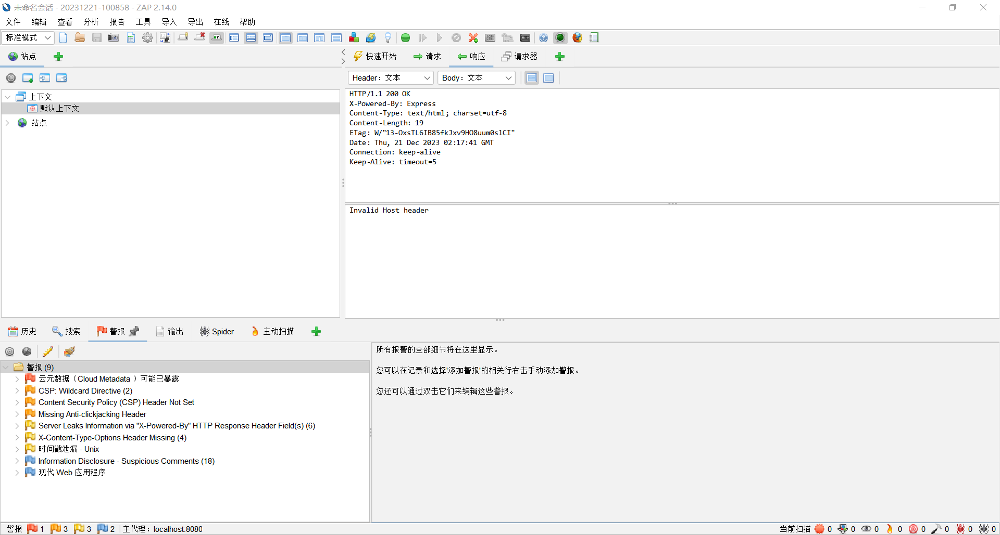 未命名会话 - 20231221-100858 - ZAP 2.14.0
文件 编辑 查看 分析 报告 工具 导入 导出 在线 帮助
标准模式
站点
快速开始 请求 响应 请求器
Header：文本 Body：文本
上下文
默认上下文
站点
HTTP/1.1 200 OK
X-Powered-By: Express
Content-Type: text/html; charset=utf-8
Content-Length: 19
ETag: W/"13-OxsTL6IB85fkJxv9HO8uum0slCI"
Date: Thu, 21 Dec 2023 02:17:41 GMT
Connection: keep-alive
Keep-Alive: timeout=5
Invalid Host header
历史 搜索 警报 输出 Spider 主动扫描
警报 (9)
云元数据（Cloud Metadata ）可能已暴露
CSP: Wildcard Directive (2)
Content Security Policy (CSP) Header Not Set
Missing Anti-clickjacking Header
Server Leaks Information via "X-Powered-By" HTTP Response Header Field(s) (6)
X-Content-Type-Options Header Missing (4)
时间戳泄漏 - Unix
Information Disclosure - Suspicious Comments (18)
现代 Web 应用程序
所有报警的全部细节将在这里显示。
您可以在记录和选择'添加警报'的相关行右击手动添加警报。
您还可以通过双击它们来编辑这些警报。
警报 1 3 3 2 主代理：localhost:8080
当前扫描 0 0 0 0 0 0 0 0